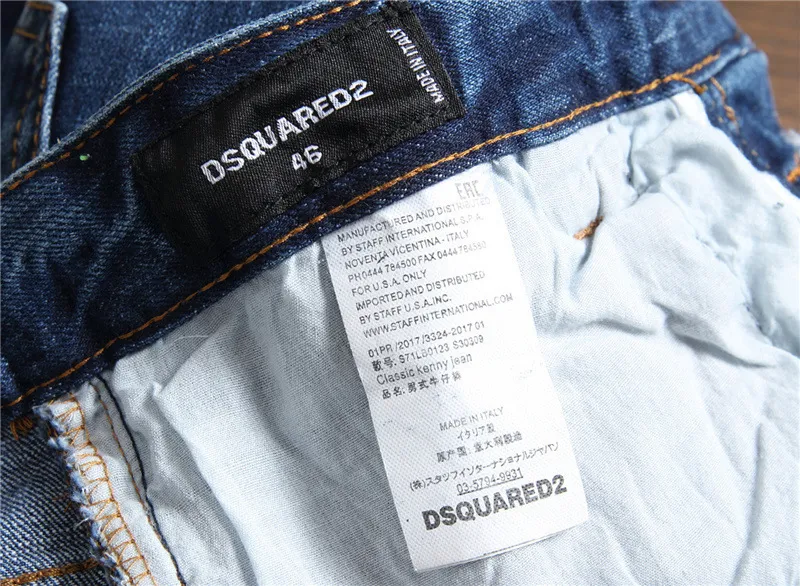 DSQUARED2
46
MADE IN ITALY
EAC
MANUFACTURED AND DISTRIBUTED
BY STAFF INTERNATIONAL S.P.A.
NOVENTA VICENTINA - ITALY
PH 0444 784500 FAX 0444 784560
FOR U.S.A. ONLY
IMPORTED AND DISTRIBUTED
BY STAFF U.S.A. INC.
WWW.STAFFINTERNATIONAL.COM
01PR/2017/3324-2017 01
款号: S71LB0123 S30309
Classic kenny jean
品名: 男式牛仔裤
MADE IN ITALY
イタリア製
原产国: 意大利制造
(株)スタッフインターナショナルジャパン
03-5794-9931
DSQUARED2